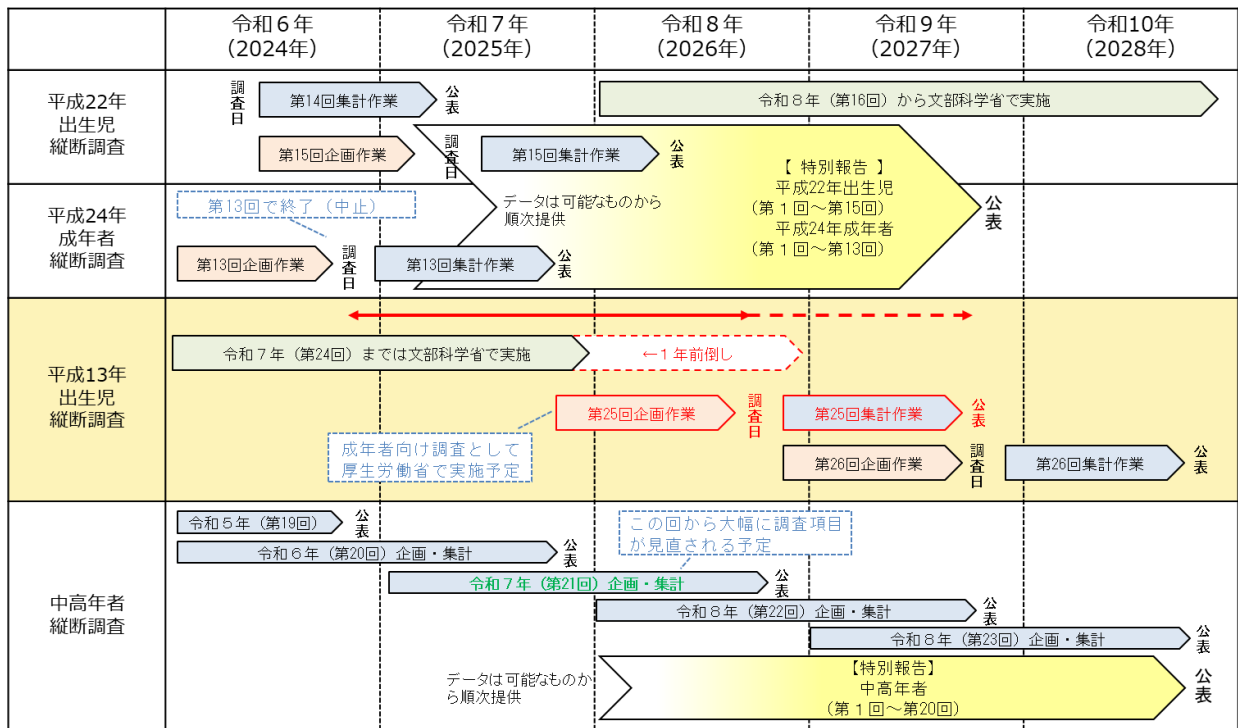 令和６年
（2024年）
令和７年
（2025年）
令和８年
（2026年）
令和９年
（2027年）
令和10年
（2028年）
平成22年
出生児
縦断調査
調査日
第14回集計作業
公表
令和８年（第16回）から文部科学省で実施
第15回企画作業
調査日
第15回集計作業
公表
【 特別報告 】
平成22年出生児
（第１回～第15回）
平成24年成年者
（第１回～第13回）
公表
データは可能なものから
順次提供
平成24年
成年者
縦断調査
第13回で終了（中止）
第13回企画作業
調査日
第13回集計作業
公表
平成13年
出生児
縦断調査
令和７年（第24回）までは文部科学省で実施
←１年前倒し
第25回企画作業
調査日
第25回集計作業
公表
成年者向け調査として
厚生労働省で実施予定
第26回企画作業
調査日
第26回集計作業
公表
中高年者
縦断調査
令和５年（第19回）
公表
令和６年（第20回）企画・集計
公表
この回から大幅に調査項目
が見直される予定
令和７年（第21回）企画・集計
公表
令和８年（第22回）企画・集計
公表
令和８年（第23回）企画・集計
公表
データは可能なものか
ら順次提供
【特別報告】
中高年者
（第１回～第20回）
公表